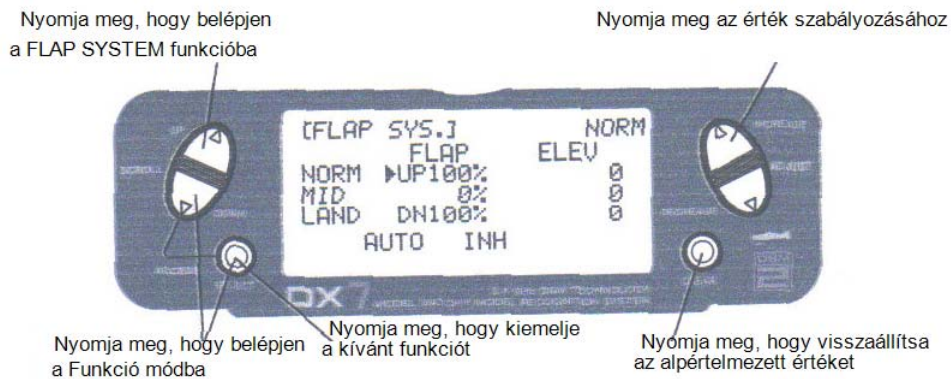 Nyomja meg, hogy belépjen
a FLAP SYSTEM funkcióba
Nyomja meg az érték szabályozásához
[FLAP SYS.] NORM
FLAP ELEV
NORM ▶UP100% 0
MID 0% 0
LAND DN100% 0
AUTO INH
DX7
Nyomja meg, hogy belépjen
a Funkció módba
Nyomja meg, hogy kiemelje
a kívánt funkciót
Nyomja meg, hogy visszaállítsa
az alpértelmezett értéket